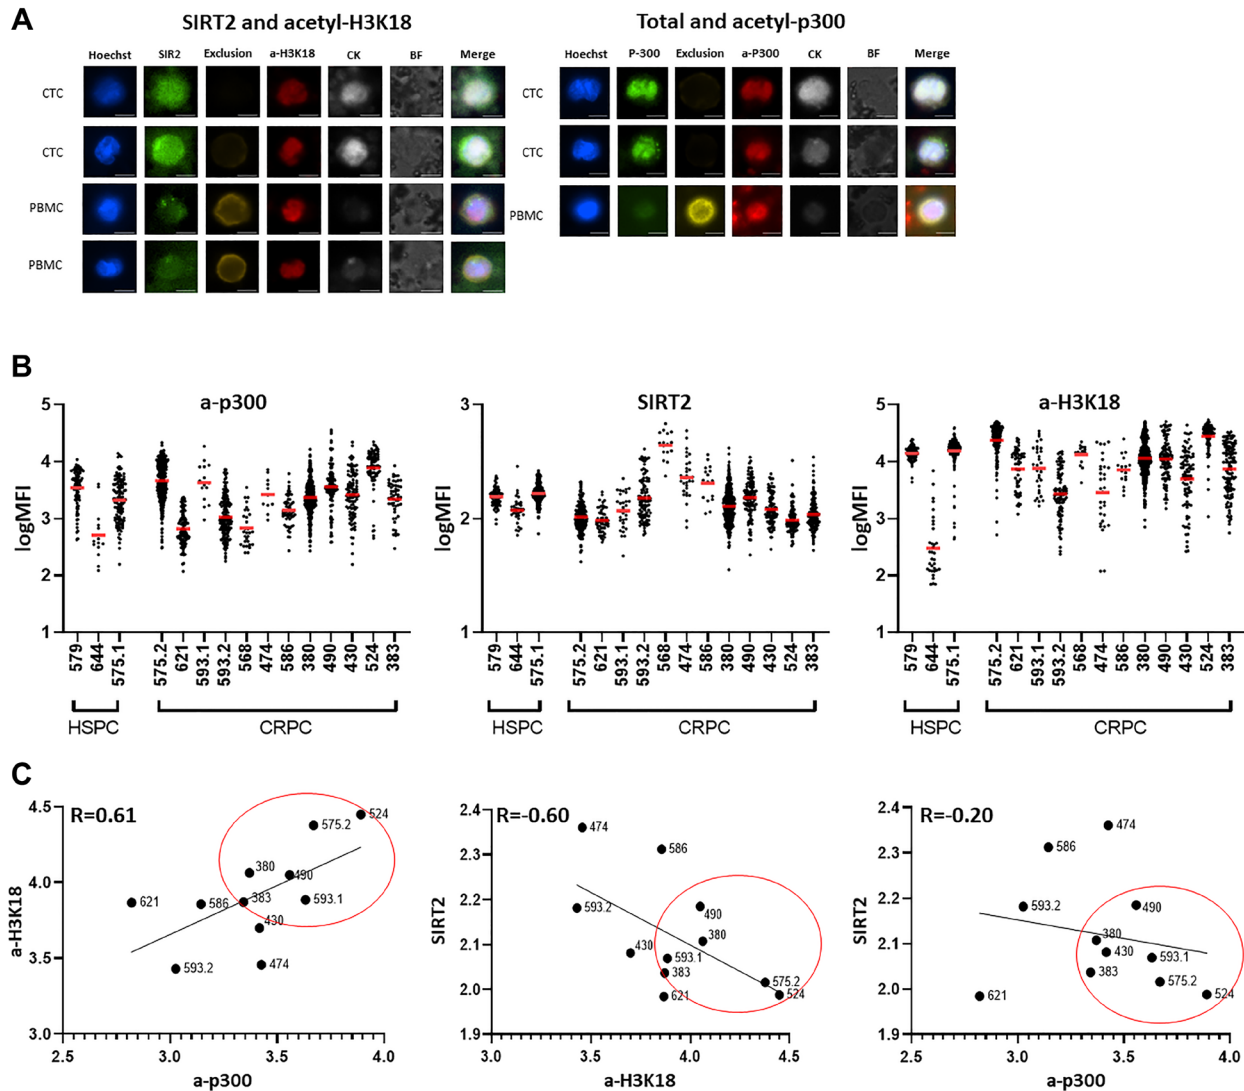 A
SIRT2 and acetyl-H3K18
Total and acetyl-p300
Hoechst SIR2 Exclusion a-H3K18 CK BF Merge
Hoechst P-300 Exclusion a-P300 CK BF Merge
CTC
CTC
PBMC
PBMC
CTC
CTC
PBMC
B
a-p300
logMFI
5
4
3
2
1
579 644 575.1 575.2 621 593.1 593.2 568 474 586 380 490 430 524 383
HSPC CRPC
SIRT2
logMFI
3
2
1
579 644 575.1 575.2 621 593.1 593.2 568 474 586 380 490 430 524 383
HSPC CRPC
a-H3K18
logMFI
5
4
3
2
1
579 644 575.1 575.2 621 593.1 593.2 568 474 586 380 490 430 524 383
HSPC CRPC
C
R=0.61
a-H3K18
4.5
4.0
3.5
3.0
524
575.2
380
490
621
586
383
593.1
430
593.2
474
2.5 3.0 3.5 4.0
a-p300
R=-0.60
SIRT2
2.4
2.3
2.2
2.1
2.0
1.9
474
586
593.2
490
380
430
593.1
383
575.2
621
524
3.0 3.5 4.0 4.5
a-H3K18
R=-0.20
SIRT2
2.4
2.3
2.2
2.1
2.0
1.9
474
586
593.2
490
380
430
593.1
383
575.2
621
524
2.5 3.0 3.5 4.0
a-p300